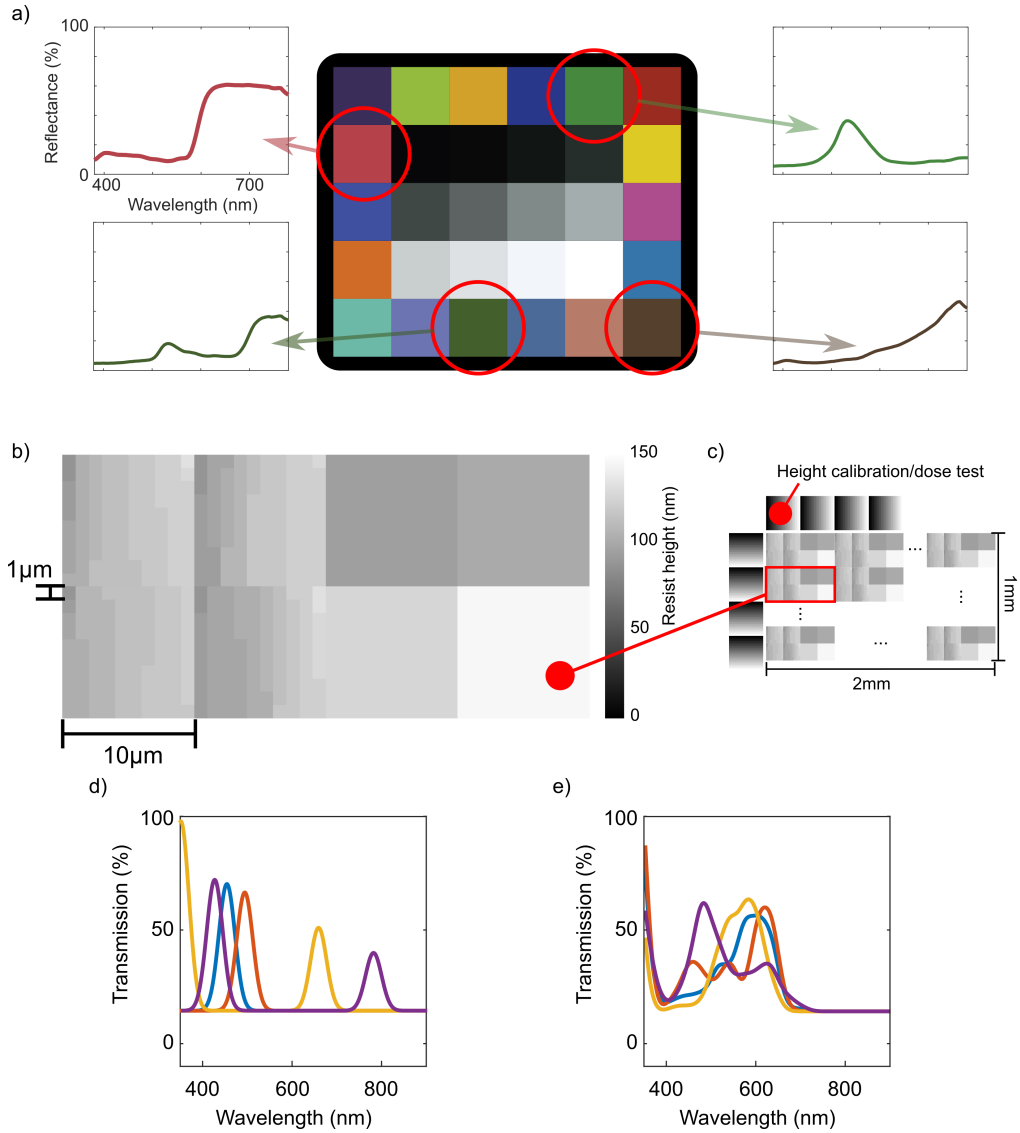 a)
100
Reflectance (%)
0
400
700
Wavelength (nm)
b)
150
100
50
0
Resist height (nm)
1µm
10µm
c)
Height calibration/dose test
...
...
...
...
1mm
2mm
d)
100
50
0
Transmission (%)
400
600
800
Wavelength (nm)
e)
100
50
0
Transmission (%)
400
600
800
Wavelength (nm)